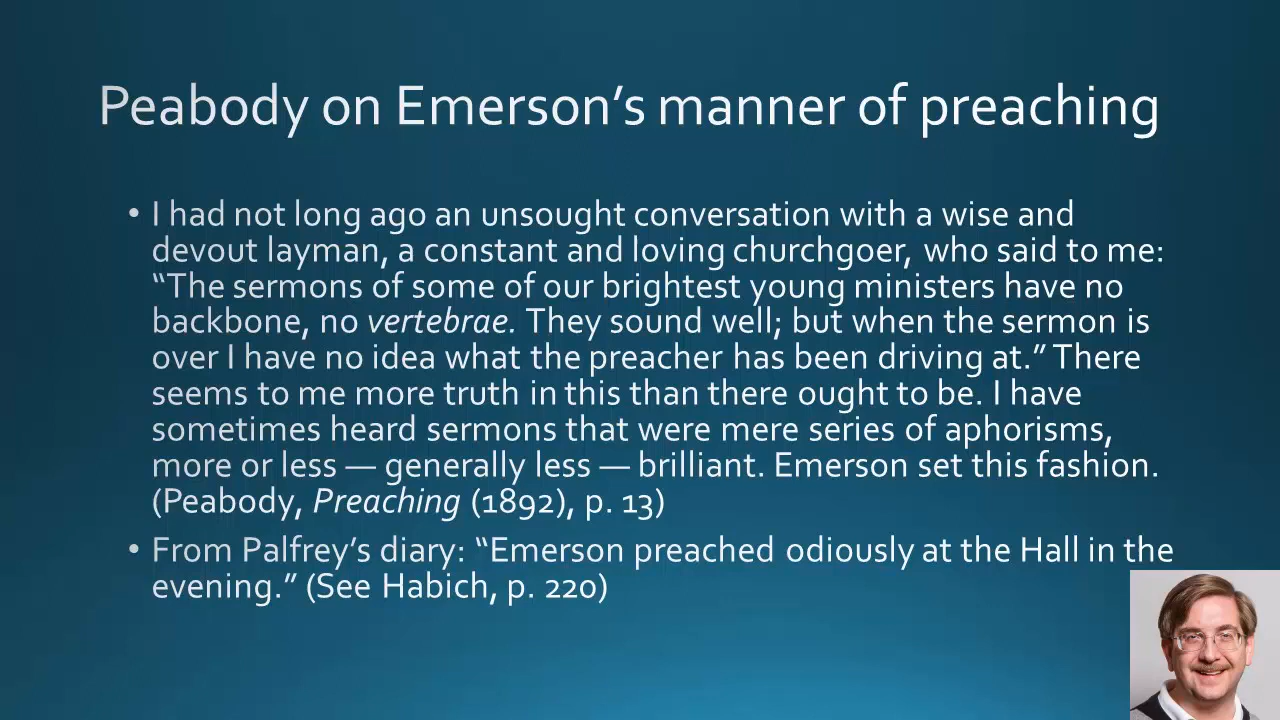 Peabody on Emerson’s manner of preaching
• I had not long ago an unsought conversation with a wise and
devout layman, a constant and loving churchgoer, who said to me:
“The sermons of some of our brightest young ministers have no
backbone, no vertebrae. They sound well; but when the sermon is
over I have no idea what the preacher has been driving at.” There
seems to me more truth in this than there ought to be. I have
sometimes heard sermons that were mere series of aphorisms,
more or less — generally less — brilliant. Emerson set this fashion.
(Peabody, Preaching (1892), p. 13)
• From Palfrey’s diary: “Emerson preached odiously at the Hall in the
evening.” (See Habich, p. 220)